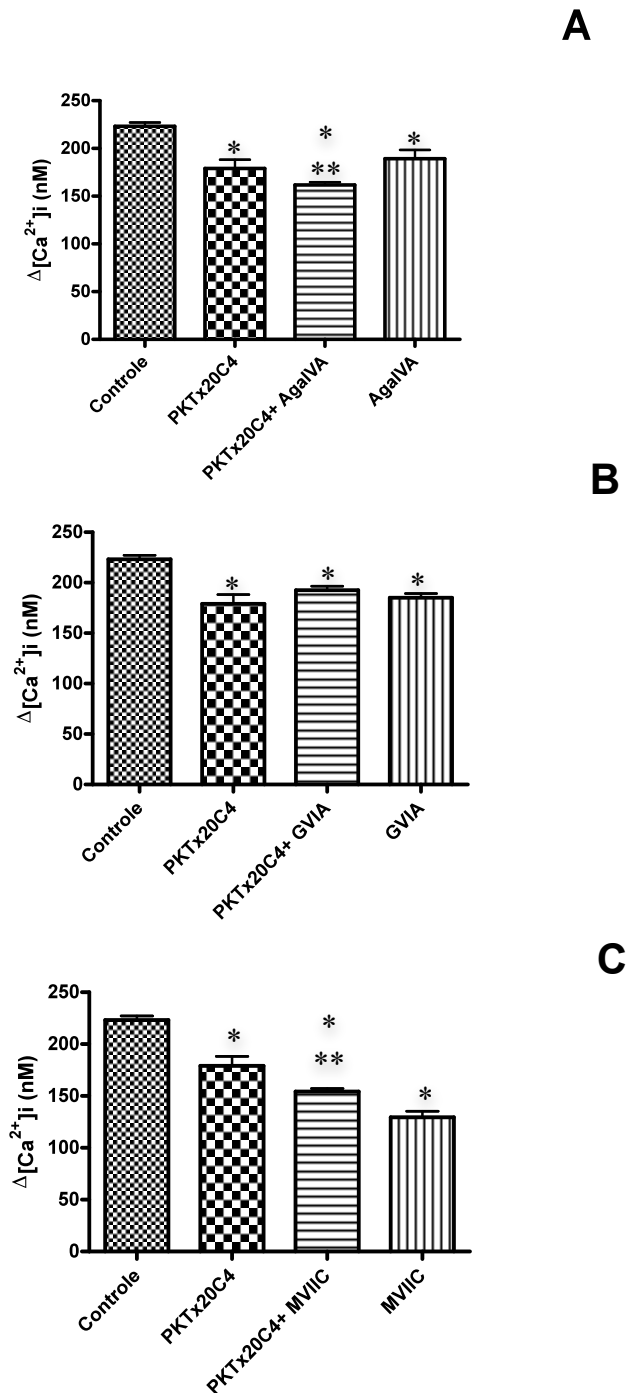 A
Δ[Ca2+]i (nM)
250
200
150
100
50
0
*
*
**
*
Controle
PKTx20C4
PKTx20C4+ AgaIVA
AgaIVA
B
Δ[Ca2+]i (nM)
250
200
150
100
50
0
*
*
*
Controle
PKTx20C4
PKTx20C4+ GVIA
GVIA
C
Δ[Ca2+]i (nM)
250
200
150
100
50
0
*
*
**
*
Controle
PKTx20C4
PKTx20C4+ MVIIC
MVIIC